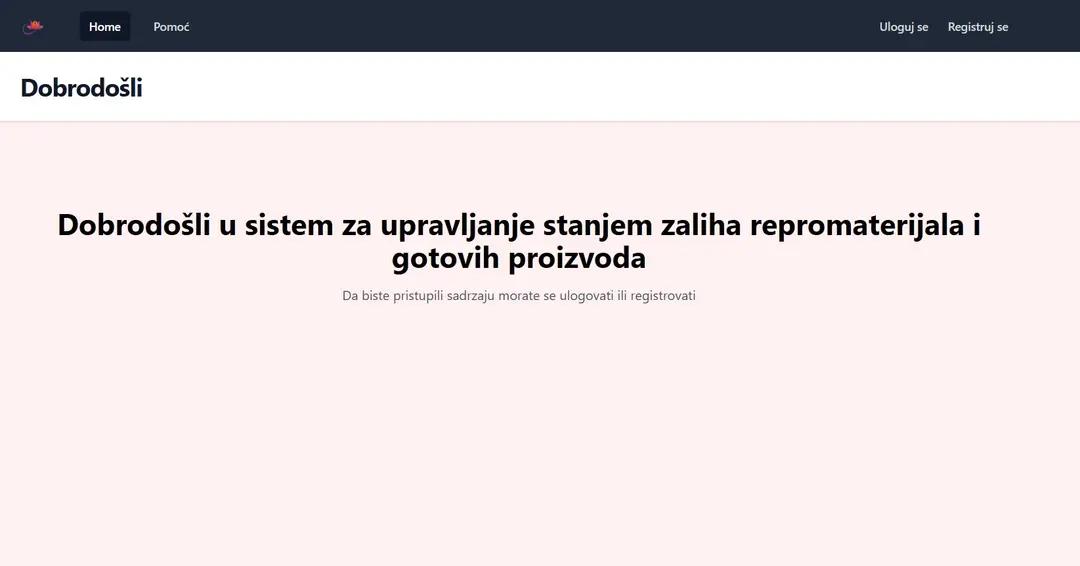 Home Pomoć Uloguj se Registruj se
Dobrodošli
Dobrodošli u sistem za upravljanje stanjem zaliha repromaterijala i
gotovih proizvoda
Da biste pristupili sadrzaju morate se ulogovati ili registrovati